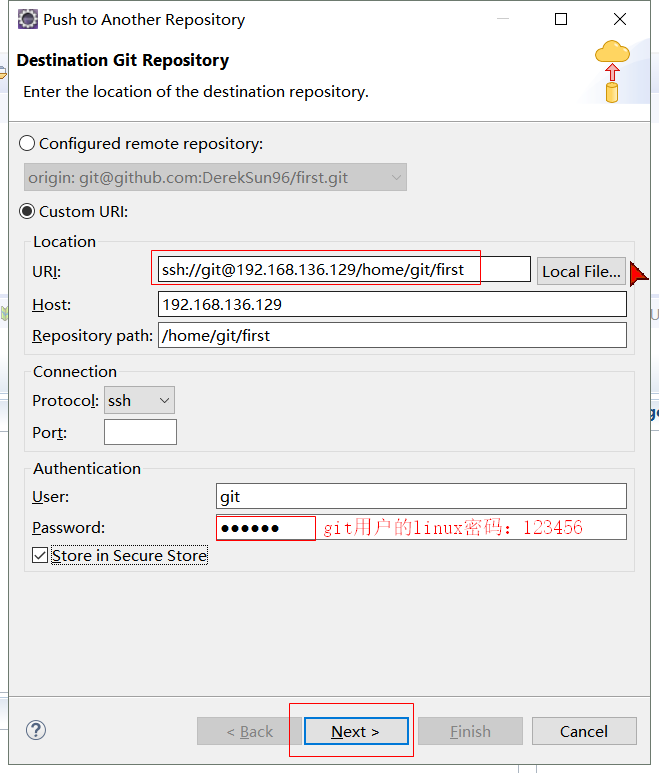 Push to Another Repository
Destination Git Repository
Enter the location of the destination repository.
Configured remote repository:
origin: git@github.com:DerekSun96/first.git
Custom URI:
Location
URI: ssh://git@192.168.136.129/home/git/first Local File...
Host: 192.168.136.129
Repository path: /home/git/first
Connection
Protocol: ssh
Port:
Authentication
User: git
Password: ●●●●●● git用户的linux密码：123456
Store in Secure Store
? < Back Next > Finish Cancel